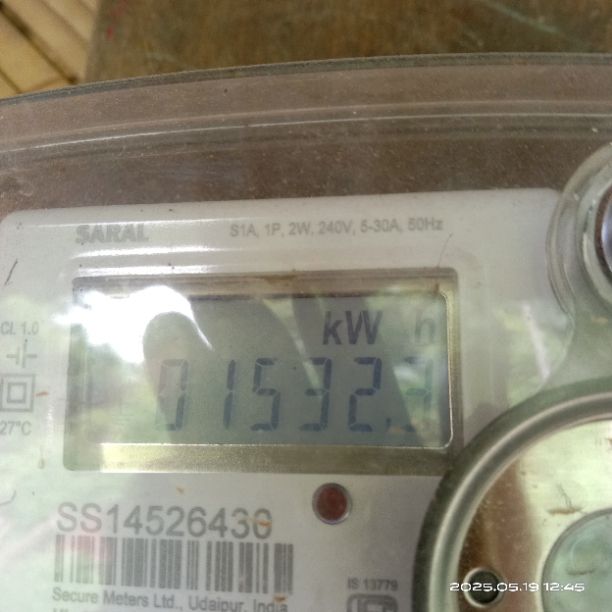 SARAL
S1A, 1P, 2W, 240V, 5-30A, 50Hz
CL 1.0
kW h
01532.3
27°C
SS14526430
Secure Meters Ltd., Udaipur, India
IS 13779
2025.05.19 12:45